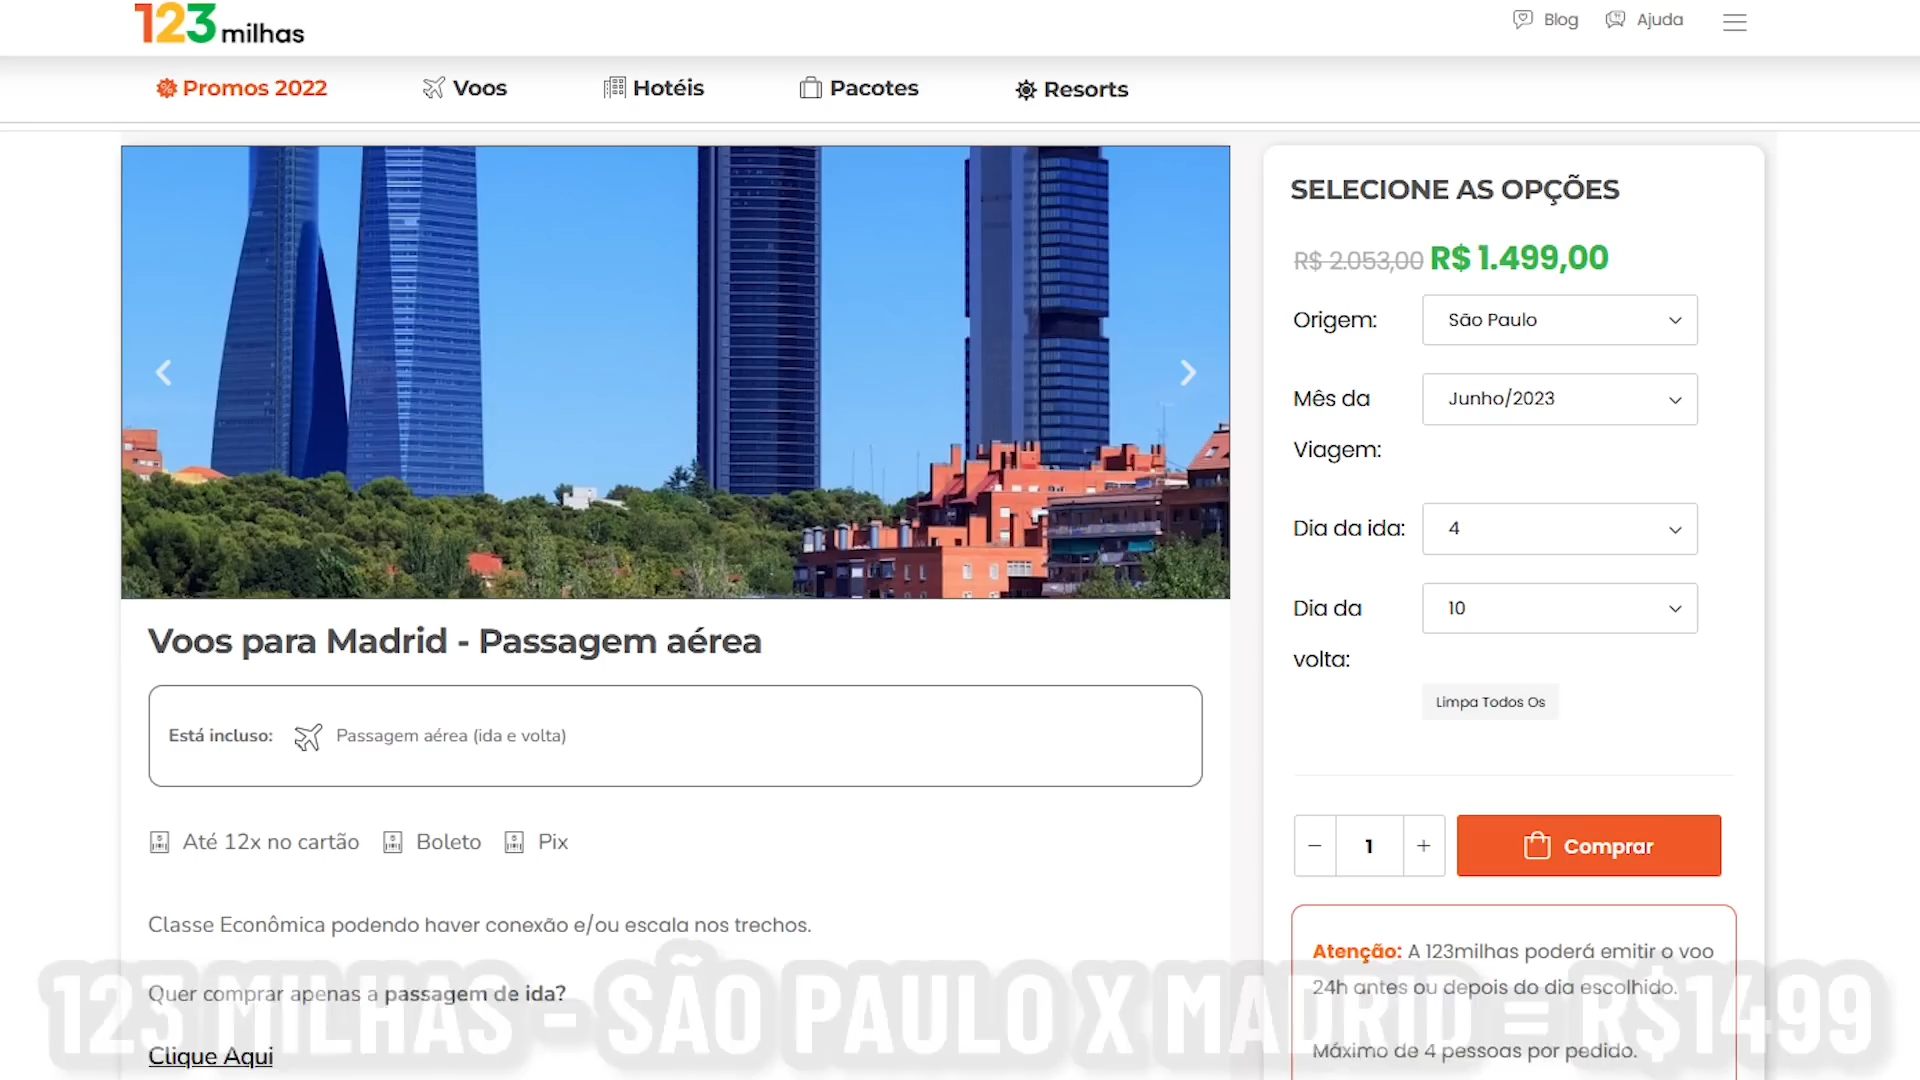 123milhas
Blog
Ajuda
Promos 2022
Voos
Hotéis
Pacotes
Resorts
SELECIONE AS OPÇÕES
R$ 2.053,00 R$ 1.499,00
Origem:
São Paulo
Mês da
Viagem:
Junho/2023
Dia da ida:
4
Dia da
volta:
10
Limpa Todos Os
− 1 +
Comprar
Atenção: A 123milhas poderá emitir o voo
24h antes ou depois do dia escolhido.
Máximo de 4 pessoas por pedido.
Voos para Madrid - Passagem aérea
Está incluso: Passagem aérea (ida e volta)
Até 12x no cartão
Boleto
Pix
Classe Econômica podendo haver conexão e/ou escala nos trechos.
Quer comprar apenas a passagem de ida?
Clique Aqui
123 MILHAS - SÃO PAULO X MADRID = R$1499